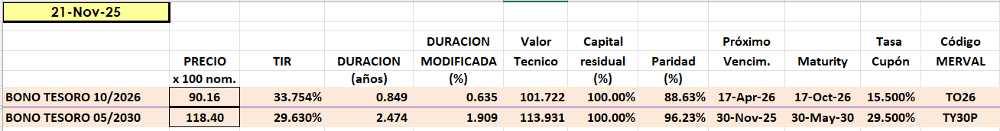 21-Nov-25
DURACION Valor Capital Próximo Tasa Código
PRECIO TIR DURACION MODIFICADA Tecnico residual Paridad Vencim. Maturity Cupón MERVAL
x 100 nom. (años) (%) (%) (%)
BONO TESORO 10/2026 90.16 33.754% 0.849 0.635 101.722 100.00% 88.63% 17-Apr-26 17-Oct-26 15.500% TO26
BONO TESORO 05/2030 118.40 29.630% 2.474 1.909 113.931 100.00% 96.23% 30-Nov-25 30-May-30 29.500% TY30P